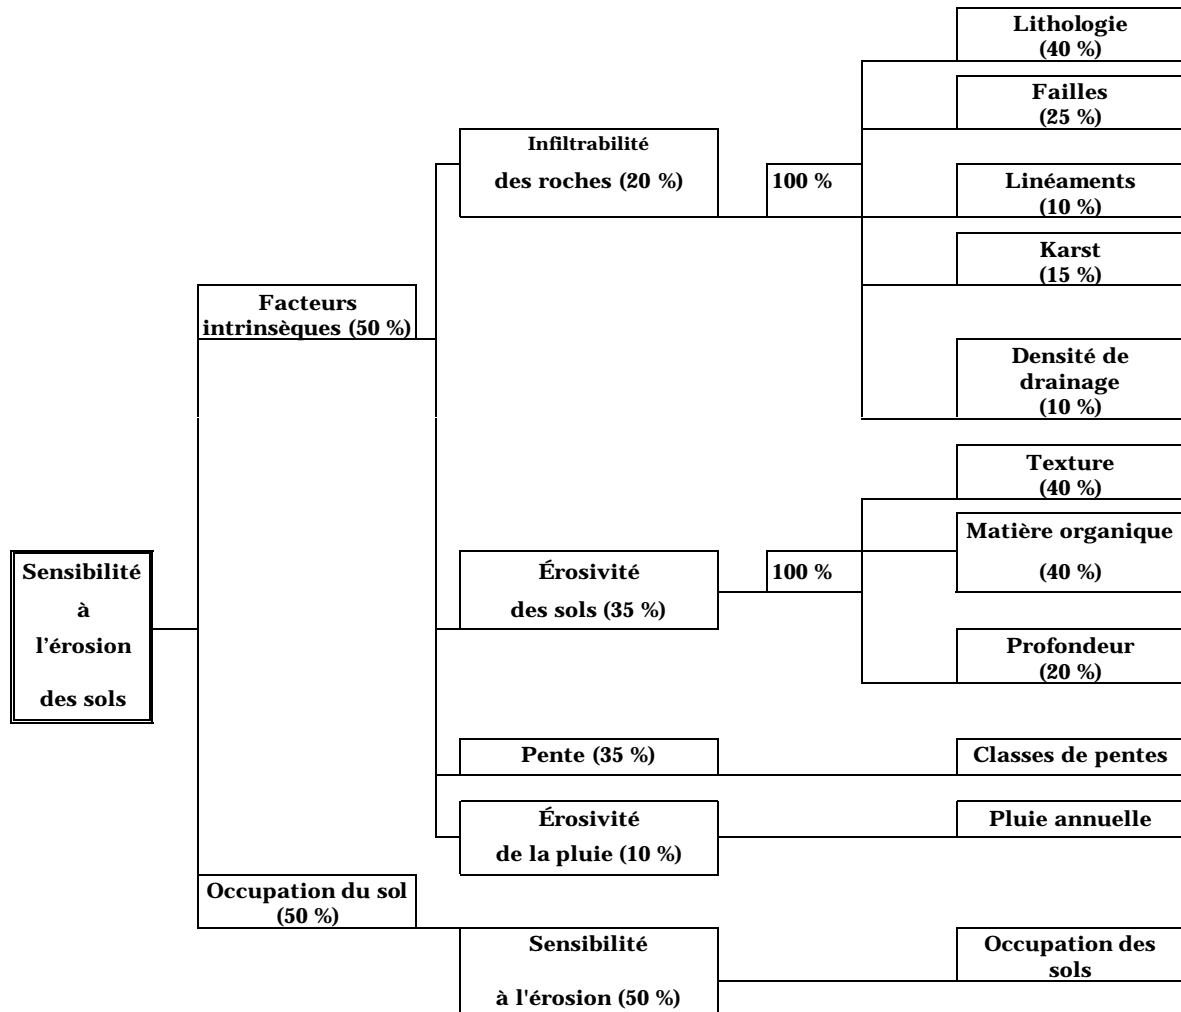 Lithologie
(40 %)
Failles
(25 %)
Infiltrabilité
des roches (20 %)
100 %
Linéaments
(10 %)
Karst
(15 %)
Facteurs
intrinsèques (50 %)
Densité de
drainage
(10 %)
Texture
(40 %)
Matière organique
(40 %)
Sensibilité
à
l'érosion
des sols
Érosivité
des sols (35 %)
100 %
Profondeur
(20 %)
Pente (35 %)
Classes de pentes
Érosivité
de la pluie (10 %)
Pluie annuelle
Occupation du sol
(50 %)
Sensibilité
à l'érosion (50 %)
Occupation des
sols